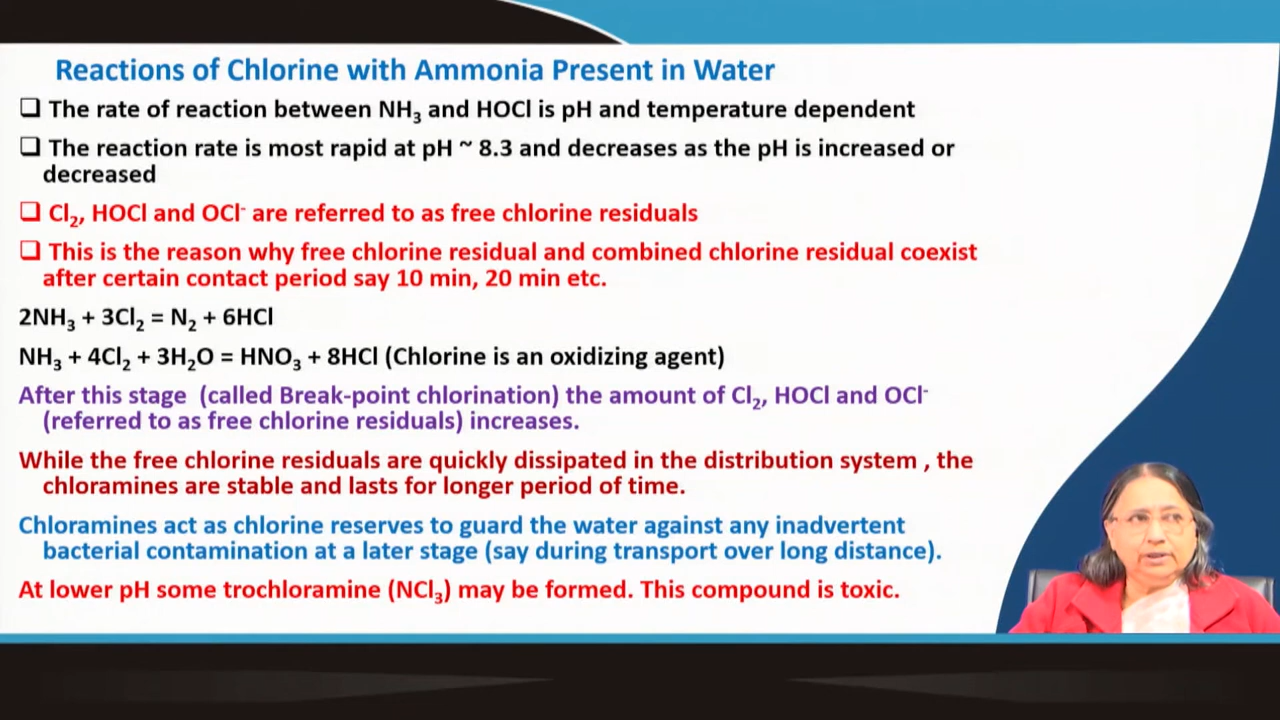 Reactions of Chlorine with Ammonia Present in Water
❑ The rate of reaction between NH₃ and HOCl is pH and temperature dependent
❑ The reaction rate is most rapid at pH ~ 8.3 and decreases as the pH is increased or
decreased
❑ Cl₂, HOCl and OCl⁻ are referred to as free chlorine residuals
❑ This is the reason why free chlorine residual and combined chlorine residual coexist
after certain contact period say 10 min, 20 min etc.
2NH₃ + 3Cl₂ = N₂ + 6HCl
NH₃ + 4Cl₂ + 3H₂O = HNO₃ + 8HCl (Chlorine is an oxidizing agent)
After this stage (called Break-point chlorination) the amount of Cl₂, HOCl and OCl⁻
(referred to as free chlorine residuals) increases.
While the free chlorine residuals are quickly dissipated in the distribution system , the
chloramines are stable and lasts for longer period of time.
Chloramines act as chlorine reserves to guard the water against any inadvertent
bacterial contamination at a later stage (say during transport over long distance).
At lower pH some trochloramine (NCl₃) may be formed. This compound is toxic.